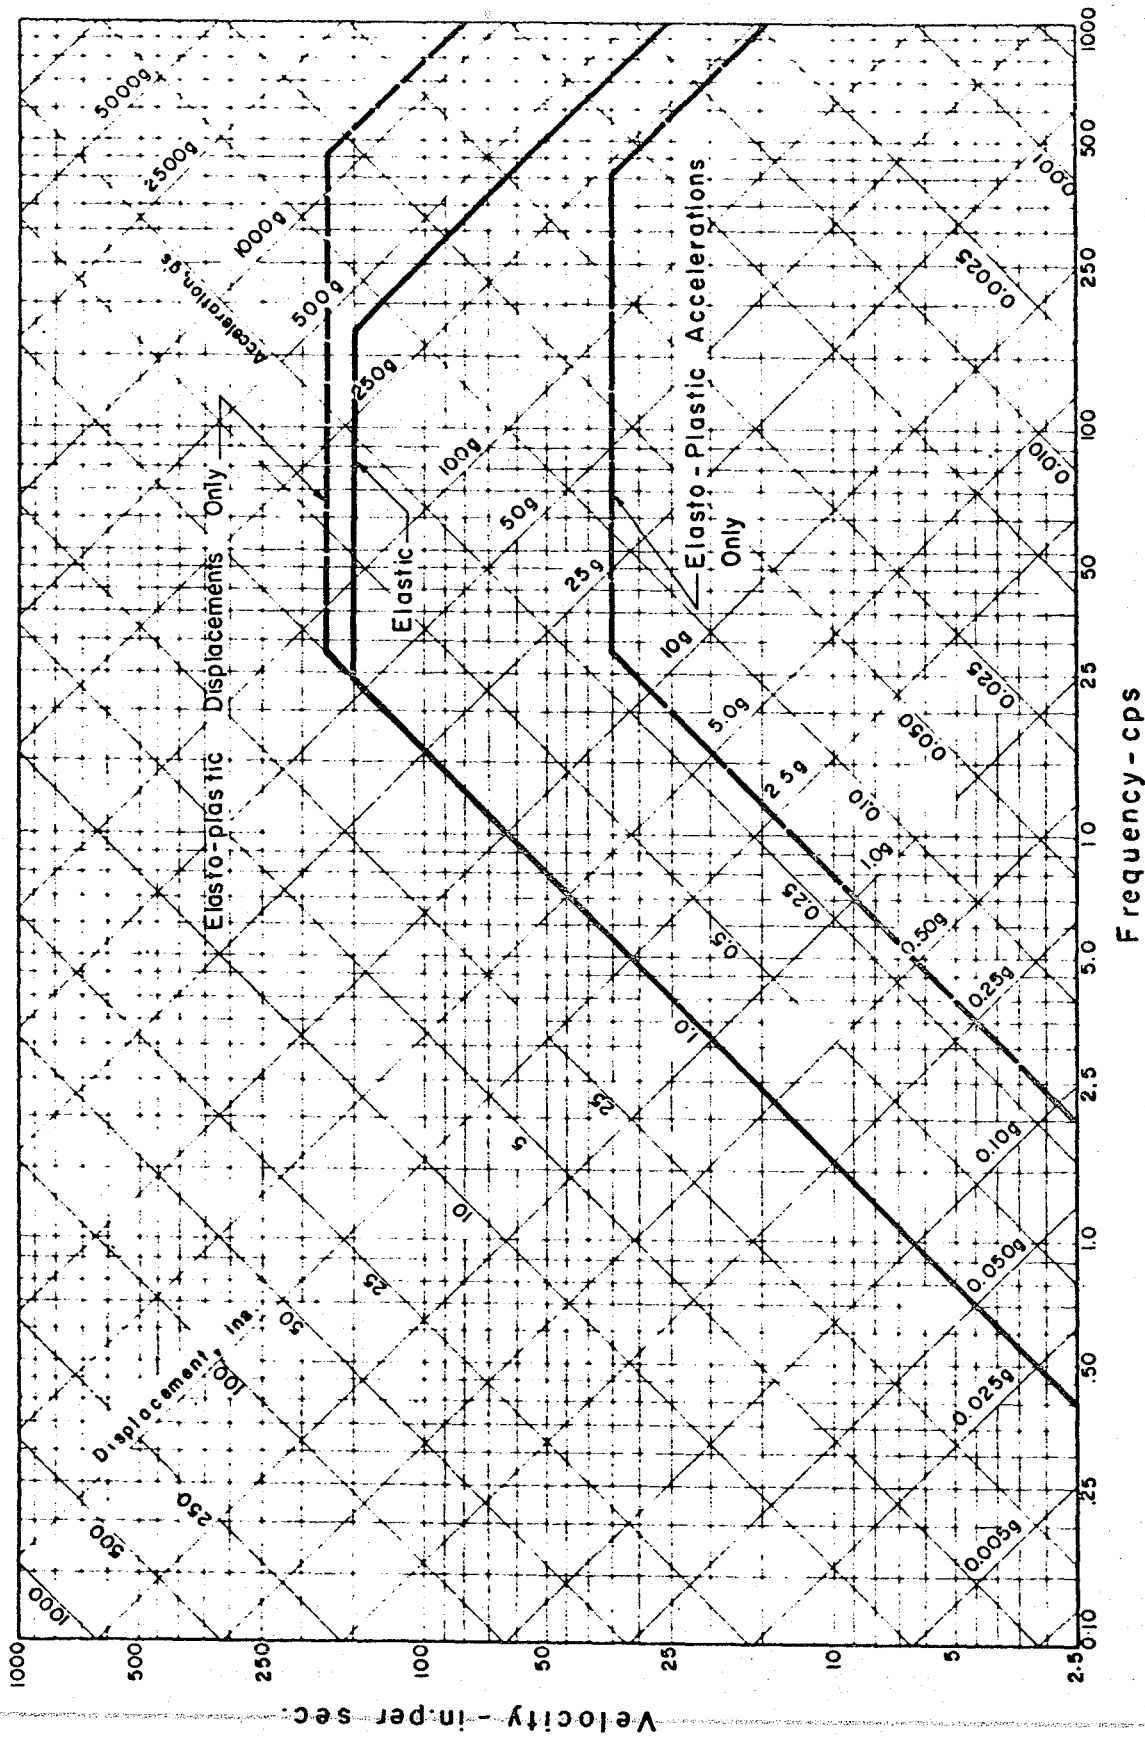 Velocity - in.per sec.
1000
500
250
100
50
25
10
5
2.5
0.10
.25
.50
1.0
2.5
5.0
10
25
50
100
250
500
1000
Frequency - cps
Displacement, ins
1000
500
250
100
50
25
10
5
2.5
1.0
0.5
0.25
0.10
0.050
0.025
0.010
0.0025
0.001
Acceleration, g's
5000g
2500g
1000g
500g
250g
100g
50g
25g
10g
5.0g
2.5g
1.0g
0.50g
0.25g
0.10g
0.050g
0.025g
0.005g
Elasto-plastic Displacements Only
Elastic
Elasto-Plastic Accelerations
Only